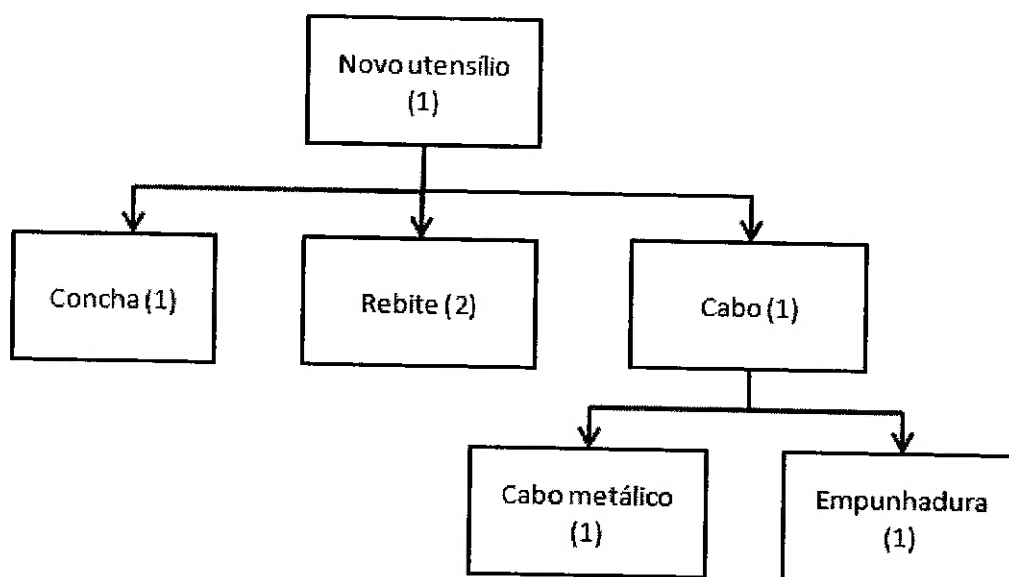 Novo utensílio
(1)
Concha (1)
Rebite (2)
Cabo (1)
Cabo metálico
(1)
Empunhadura
(1)